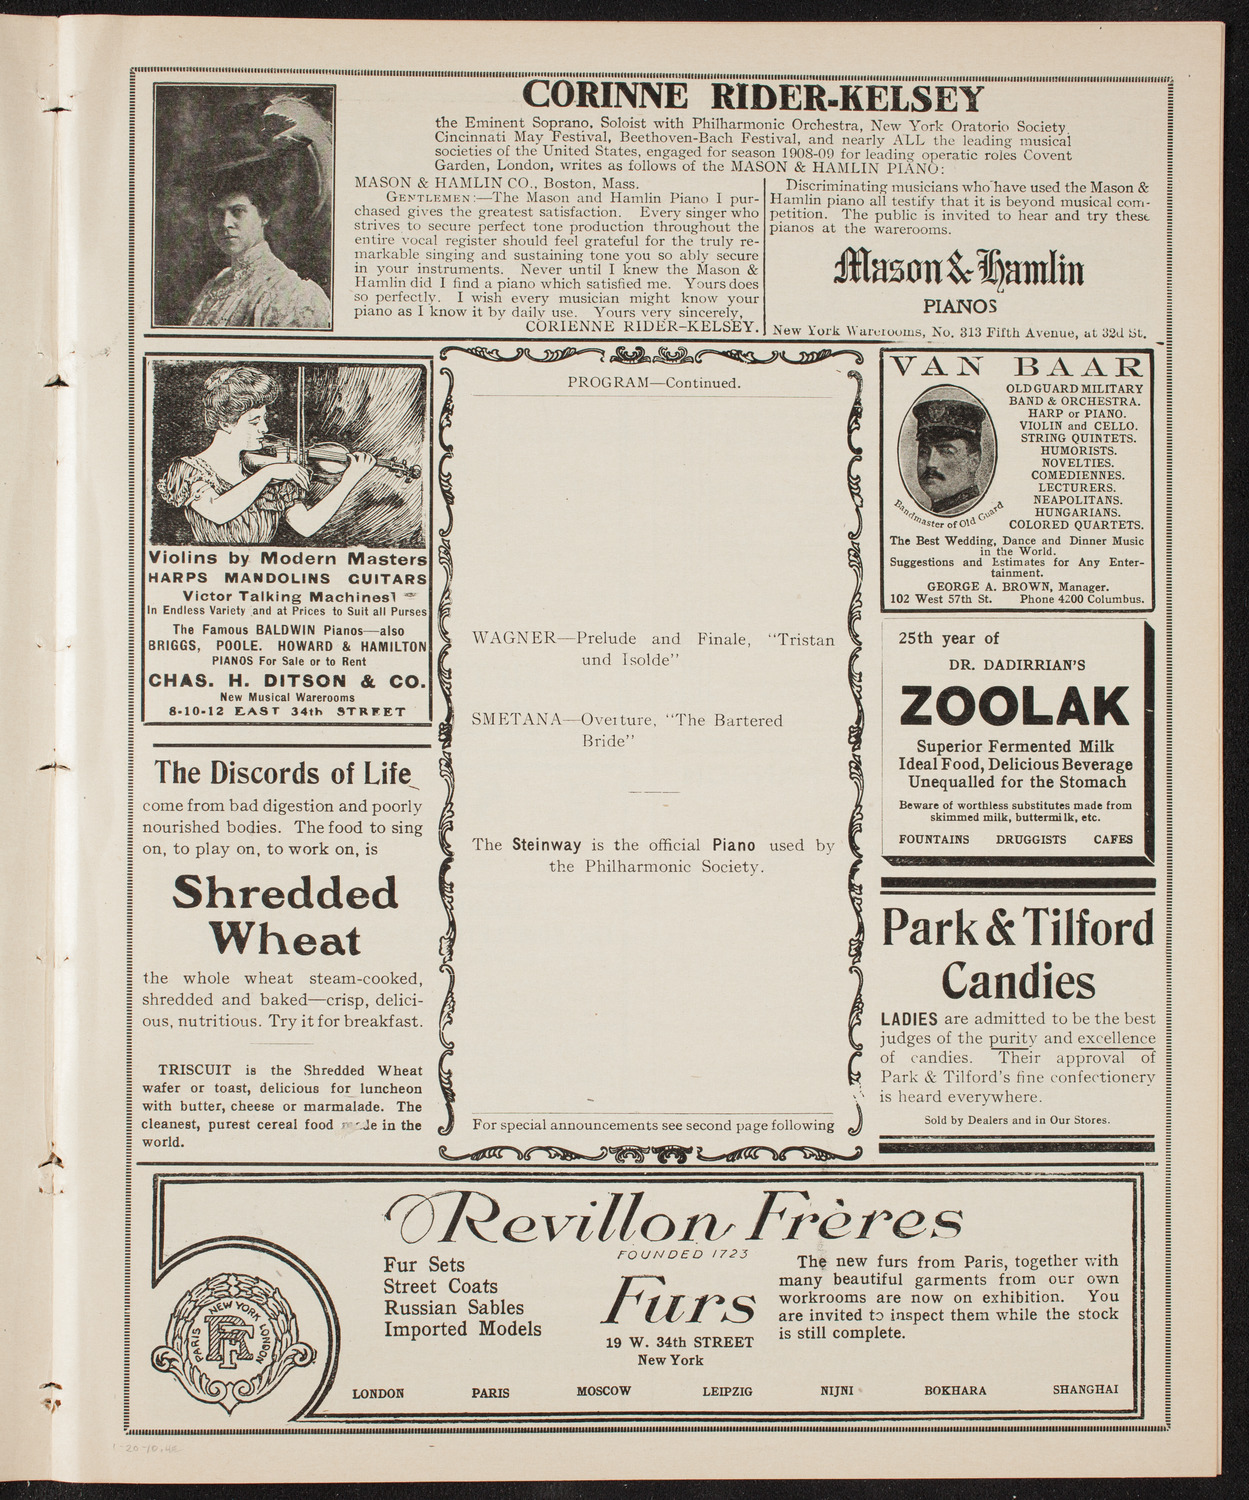 CORINNE RIDER-KELSEY
the Eminent Soprano, Soloist with Philharmonic Orchestra, New York Oratorio Society
Cincinnati May Festival, Beethoven-Bach Festival, and nearly ALL the leading musical
societies of the United States, engaged for season 1908-09 for leading operatic roles Covent
Garden, London, writes as follows of the MASON & HAMLIN PIANO:
MASON & HAMLIN CO., Boston, Mass.
GENTLEMEN:—The Mason and Hamlin Piano I pur-
chased gives the greatest satisfaction. Every singer who
strives to secure perfect tone production throughout the
entire vocal register should feel grateful for the truly re-
markable singing and sustaining tone you so ably secure
in your instruments. Never until I knew the Mason &
Hamlin did I find a piano which satisfied me. Yours does
so perfectly. I wish every musician might know your
piano as I know it by daily use. Yours very sincerely,
CORIENNE RIDER-KELSEY.
Discriminating musicians who have used the Mason &
Hamlin piano all testify that it is beyond musical com-
petition. The public is invited to hear and try these
pianos at the warerooms.
Mason & Hamlin
PIANOS
New York Warerooms, No. 313 Fifth Avenue, at 32d St.
Violins by Modern Masters
HARPS MANDOLINS GUITARS
Victor Talking Machines
In Endless Variety and at Prices to Suit all Purses
The Famous BALDWIN Pianos—also
BRIGGS, POOLE. HOWARD & HAMILTON
PIANOS For Sale or to Rent
CHAS. H. DITSON & CO.
New Musical Warerooms
8-10-12 EAST 34th STREET
The Discords of Life
come from bad digestion and poorly
nourished bodies. The food to sing
on, to play on, to work on, is
Shredded
Wheat
the whole wheat steam-cooked,
shredded and baked—crisp, delici-
ous, nutritious. Try it for breakfast.
TRISCUIT is the Shredded Wheat
wafer or toast, delicious for luncheon
with butter, cheese or marmalade. The
cleanest, purest cereal food made in the
world.
PROGRAM—Continued.
WAGNER—Prelude and Finale, "Tristan
und Isolde"
SMETANA—Overture, "The Bartered
Bride"
The Steinway is the official Piano used by
the Philharmonic Society.
For special announcements see second page following
VAN BAAR
Bandmaster of Old Guard
OLD GUARD MILITARY
BAND & ORCHESTRA.
HARP or PIANO.
VIOLIN and CELLO.
STRING QUINTETS.
HUMORISTS.
NOVELTIES.
COMEDIENNES.
LECTURERS.
NEAPOLITANS.
HUNGARIANS.
COLORED QUARTETS.
The Best Wedding, Dance and Dinner Music
in the World.
Suggestions and Estimates for Any Enter-
tainment.
GEORGE A. BROWN, Manager.
102 West 57th St. Phone 4200 Columbus.
25th year of
DR. DADIRRIAN'S
ZOOLAK
Superior Fermented Milk
Ideal Food, Delicious Beverage
Unequalled for the Stomach
Beware of worthless substitutes made from
skimmed milk, buttermilk, etc.
FOUNTAINS DRUGGISTS CAFES
Park & Tilford
Candies
LADIES are admitted to be the best
judges of the purity and excellence
of candies. Their approval of
Park & Tilford's fine confectionery
is heard everywhere.
Sold by Dealers and in Our Stores.
Revillon Frères
FOUNDED 1723
Fur Sets
Street Coats
Russian Sables
Imported Models
Furs
19 W. 34th STREET
New York
The new furs from Paris, together with
many beautiful garments from our own
workrooms are now on exhibition. You
are invited to inspect them while the stock
is still complete.
PARIS NEW YORK LONDON
LONDON PARIS MOSCOW LEIPZIG NIJNI BOKHARA SHANGHAI